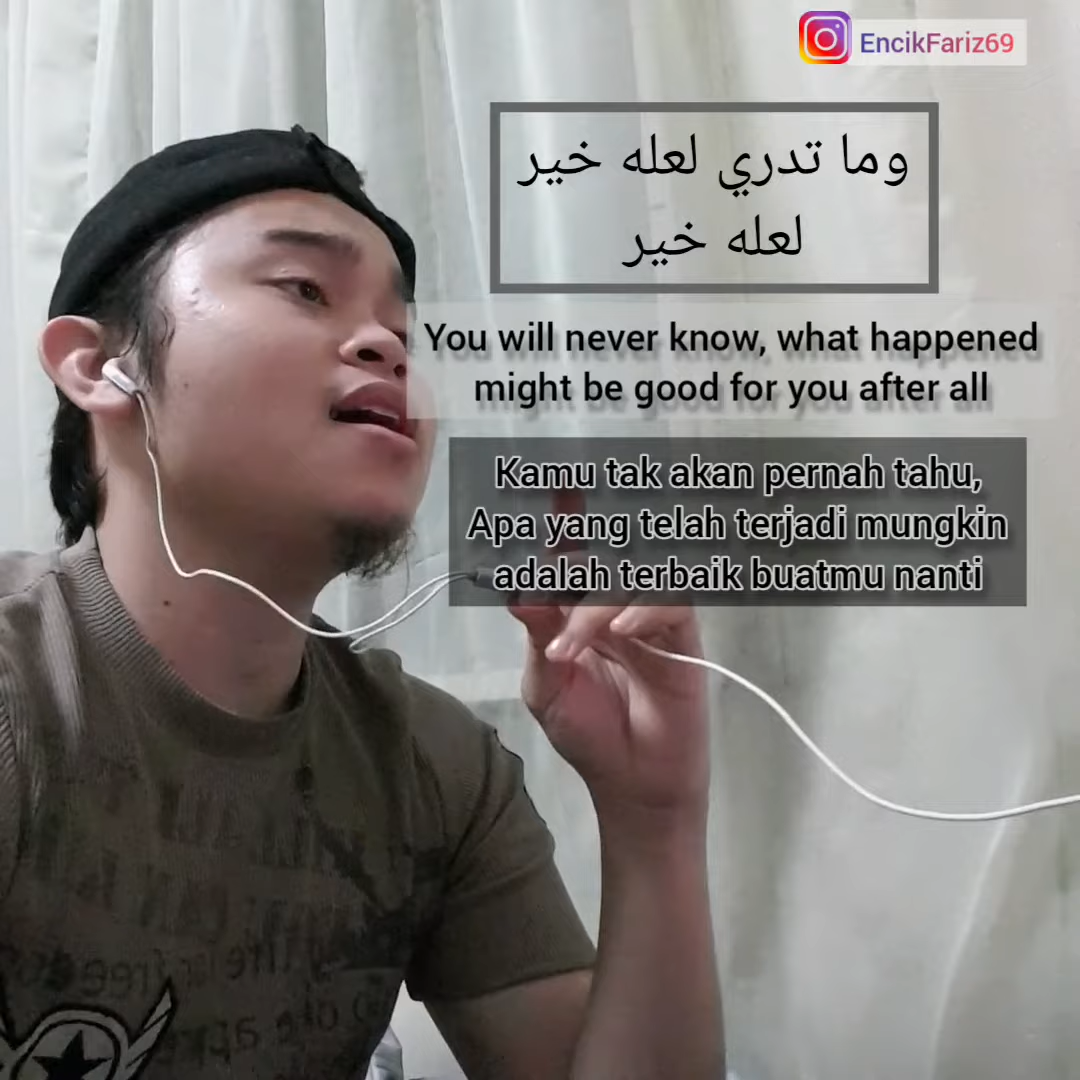 EncikFariz69
وما تدري لعله خير
لعله خير
You will never know, what happened
might be good for you after all
Kamu tak akan pernah tahu,
Apa yang telah terjadi mungkin
adalah terbaik buatmu nanti